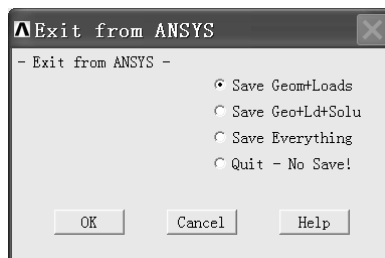 Exit from ANSYS
- Exit from ANSYS -
Save Geom+Loads
Save Geo+Ld+Solu
Save Everything
Quit - No Save!
OK Cancel Help